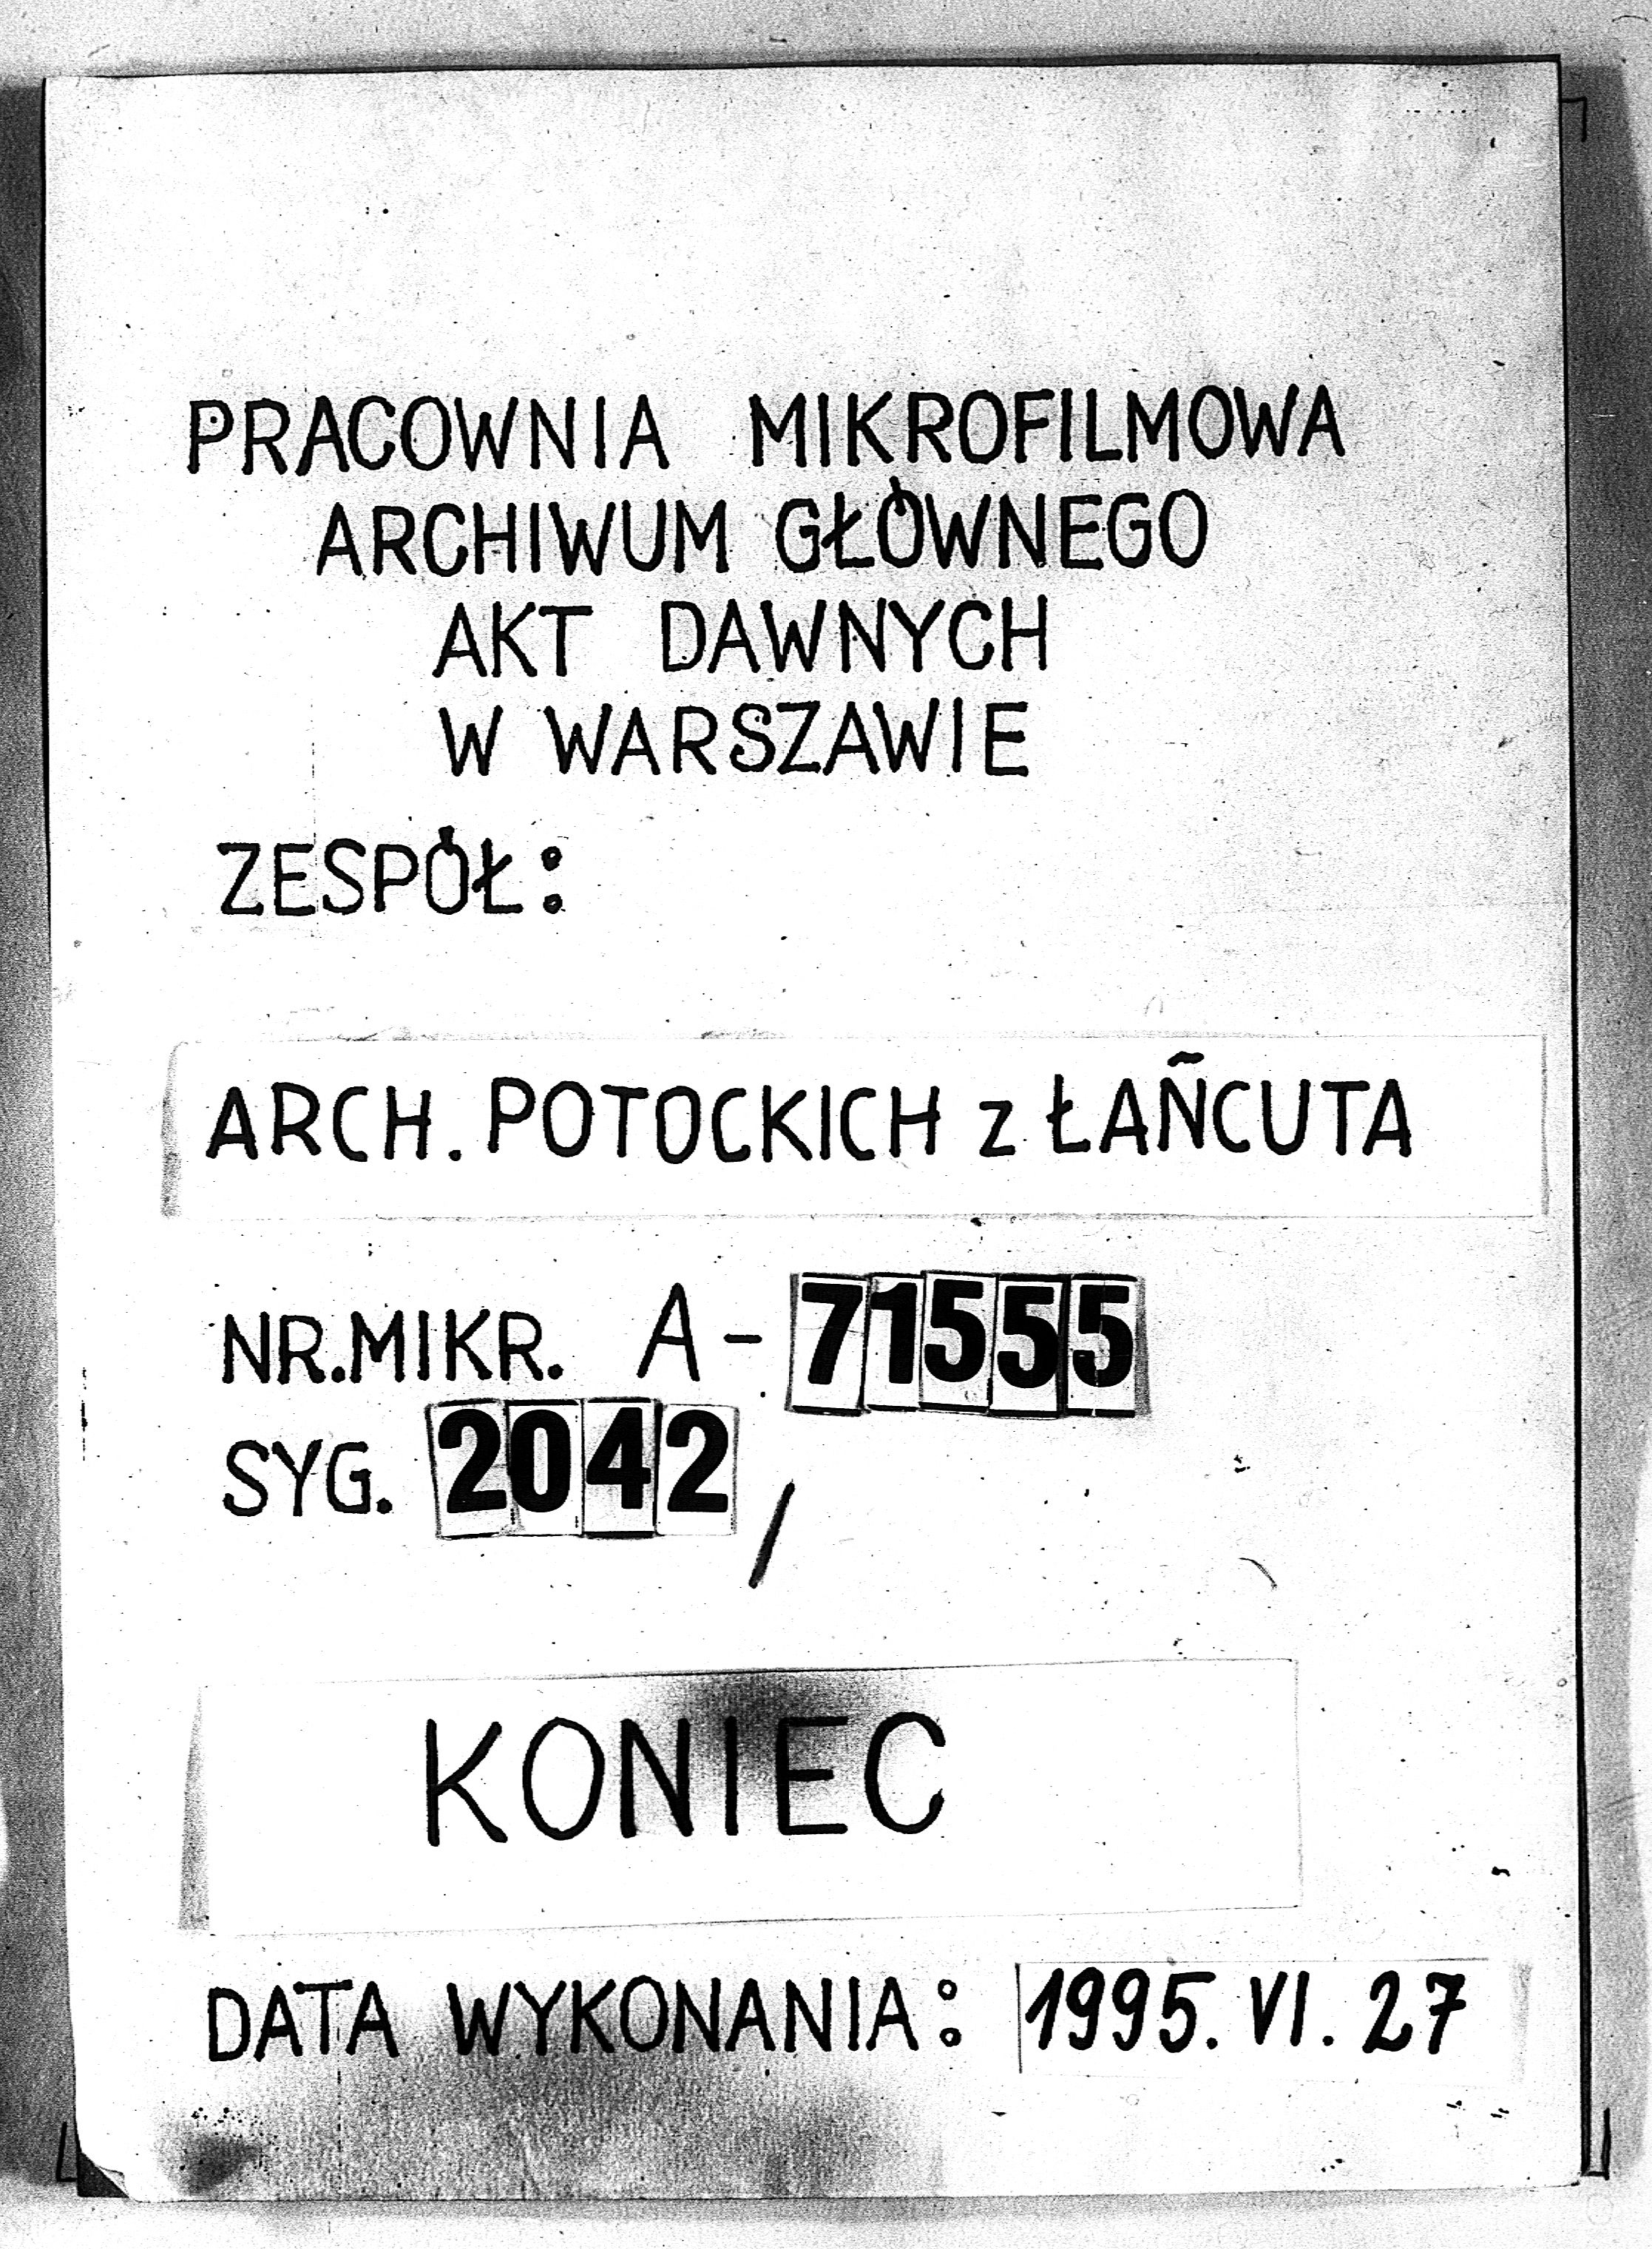 PRACOWNIA MIKROFILMOWA
ARCHIWUM GŁÓWNEGO
AKT DAWNYCH
W WARSZAWIE
ZESPÓŁ:
ARCH. POTOCKICH z ŁAŃCUTA
NR.MIKR. A-71555
SYG. 2042/
KONIEC
DATA WYKONANIA: 1995. VI. 27